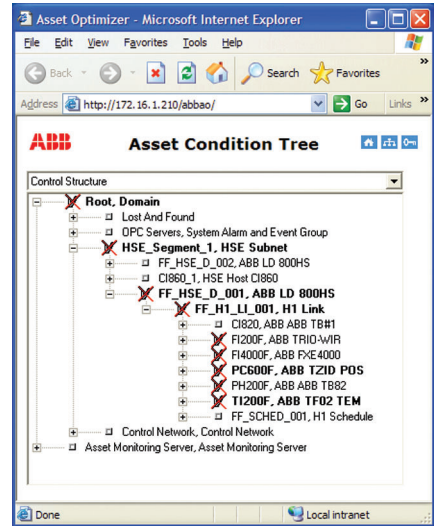 Asset Optimizer - Microsoft Internet Explorer
File Edit View Favorites Tools Help
Back Search Favorites »
Address http://172.16.1.210/abbao/ Go Links »
ABB Asset Condition Tree
Control Structure
Root, Domain
Lost And Found
OPC Servers, System Alarm and Event Group
HSE_Segment_1, HSE Subnet
FF_HSE_D_002, ABB LD 800HS
CI860_1, HSE Host CI860
FF_HSE_D_001, ABB LD 800HS
FF_H1_LI_001, H1 Link
CI820, ABB ABB TB#1
FI200F, ABB TRIO-WIR
FI4000F, ABB FXE4000
PC600F, ABB TZID POS
PH200F, ABB ABB TB82
TI200F, ABB TF02 TEM
FF_SCHED_001, H1 Schedule
Control Network, Control Network
Asset Monitoring Server, Asset Monitoring Server
Done Local intranet